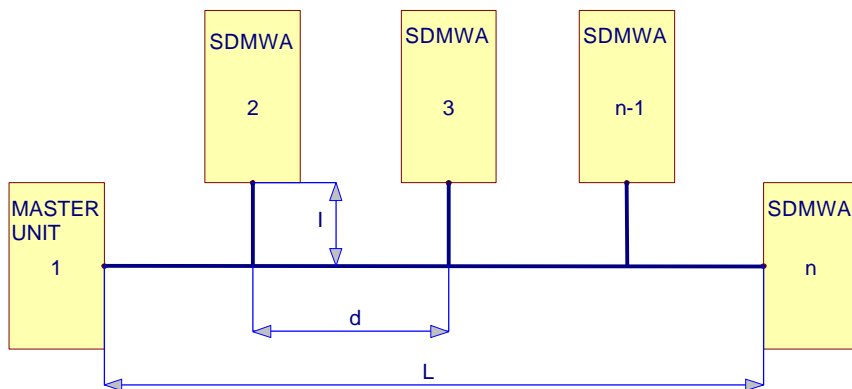 SDMWA
2
SDMWA
3
SDMWA
n-1
MASTER
UNIT
1
SDMWA
n
l
d
L